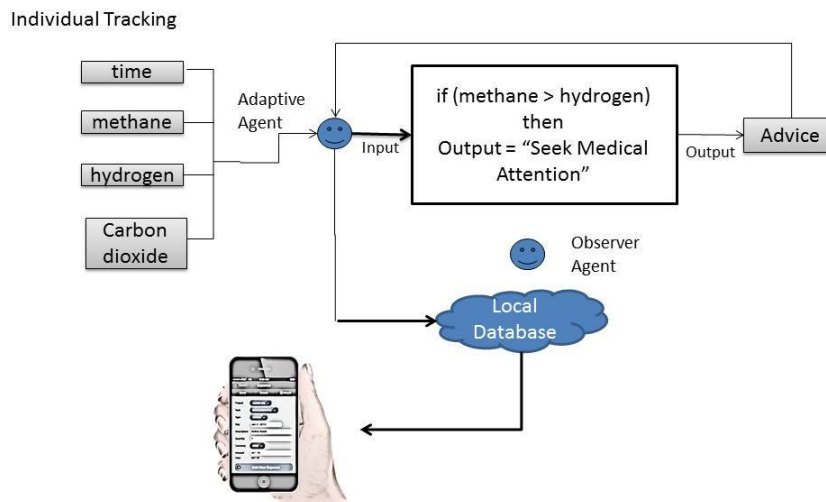 Individual Tracking
time
methane
hydrogen
Carbon
dioxide
Adaptive
Agent
Input
if (methane > hydrogen)
then
Output = “Seek Medical
Attention”
Output
Advice
Observer
Agent
Local
Database